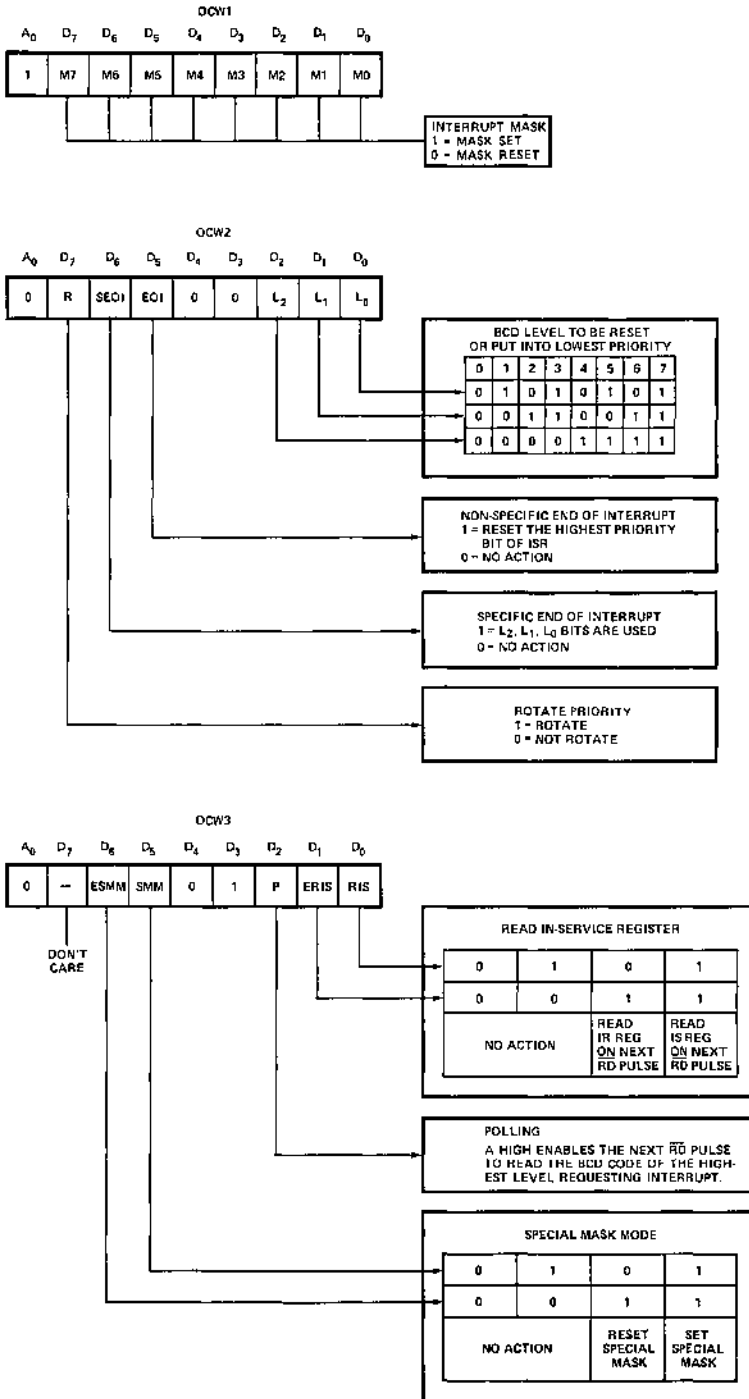 OCW1
A0 D7 D6 D5 D4 D3 D2 D1 D0
1 M7 M6 M5 M4 M3 M2 M1 M0
INTERRUPT MASK
1 = MASK SET
0 = MASK RESET
OCW2
A0 D7 D6 D5 D4 D3 D2 D1 D0
0 R SEOI EOI 0 0 L2 L1 L0
BCD LEVEL TO BE RESET
OR PUT INTO LOWEST PRIORITY
0 1 2 3 4 5 6 7
0 1 0 1 0 1 0 1
0 0 1 1 0 0 1 1
0 0 0 0 1 1 1 1
NON-SPECIFIC END OF INTERRUPT
1 = RESET THE HIGHEST PRIORITY
BIT OF ISR
0 = NO ACTION
SPECIFIC END OF INTERRUPT
1 = L2, L1, L0 BITS ARE USED
0 = NO ACTION
ROTATE PRIORITY
1 = ROTATE
0 = NOT ROTATE
OCW3
A0 D7 D6 D5 D4 D3 D2 D1 D0
0 — ESMM SMM 0 1 P ERIS RIS
DON'T
CARE
READ IN-SERVICE REGISTER
0 1 0 1
0 0 1 1
NO ACTION
READ
IR REG
ON NEXT
RD PULSE
READ
IS REG
ON NEXT
RD PULSE
POLLING
A HIGH ENABLES THE NEXT RD PULSE
TO READ THE BCD CODE OF THE HIGH-
EST LEVEL REQUESTING INTERRUPT.
SPECIAL MASK MODE
0 1 0 1
0 0 1 1
NO ACTION
RESET
SPECIAL
MASK
SET
SPECIAL
MASK